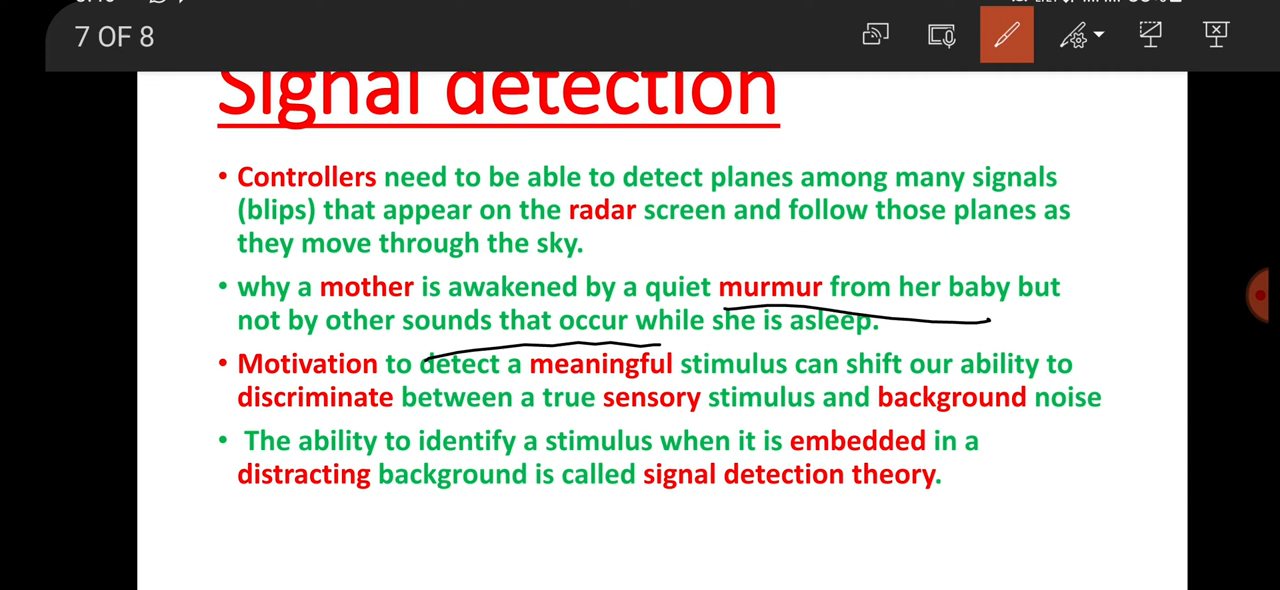 7 OF 8
Signal detection
• Controllers need to be able to detect planes among many signals
(blips) that appear on the radar screen and follow those planes as
they move through the sky.
• why a mother is awakened by a quiet murmur from her baby but
not by other sounds that occur while she is asleep.
• Motivation to detect a meaningful stimulus can shift our ability to
discriminate between a true sensory stimulus and background noise
• The ability to identify a stimulus when it is embedded in a
distracting background is called signal detection theory.